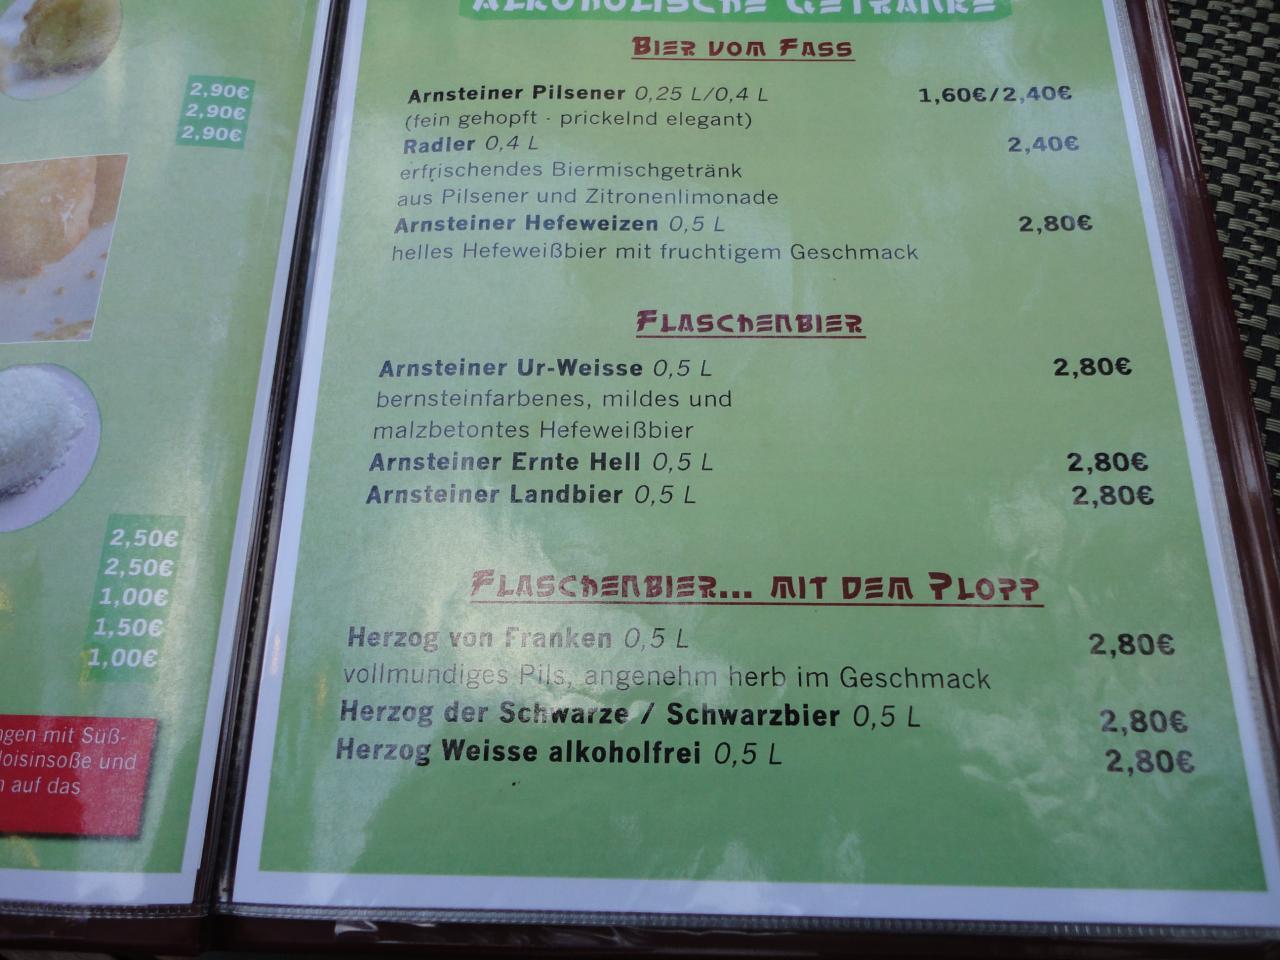 2,90€
2,90€
2,90€
2,50€
2,50€
1,00€
1,50€
1,00€
gen mit Süß-
oisinsoße und
auf das
ALKOHOLISCHE GETRÄNKE
BIER VOM FASS
Arnsteiner Pilsener 0,25 L/0,4 L 1,60€/2,40€
(fein gehopft - prickelnd elegant)
Radler 0,4 L 2,40€
erfrischendes Biermischgetränk
aus Pilsener und Zitronenlimonade
Arnsteiner Hefeweizen 0,5 L 2,80€
helles Hefeweißbier mit fruchtigem Geschmack
FLASCHENBIER
Arnsteiner Ur-Weisse 0,5 L 2,80€
bernsteinfarbenes, mildes und
malzbetontes Hefeweißbier
Arnsteiner Ernte Hell 0,5 L 2,80€
Arnsteiner Landbier 0,5 L 2,80€
FLASCHENBIER... MIT DEM PLOPP
Herzog von Franken 0,5 L 2,80€
vollmundiges Pils, angenehm herb im Geschmack
Herzog der Schwarze / Schwarzbier 0,5 L 2,80€
Herzog Weisse alkoholfrei 0,5 L 2,80€